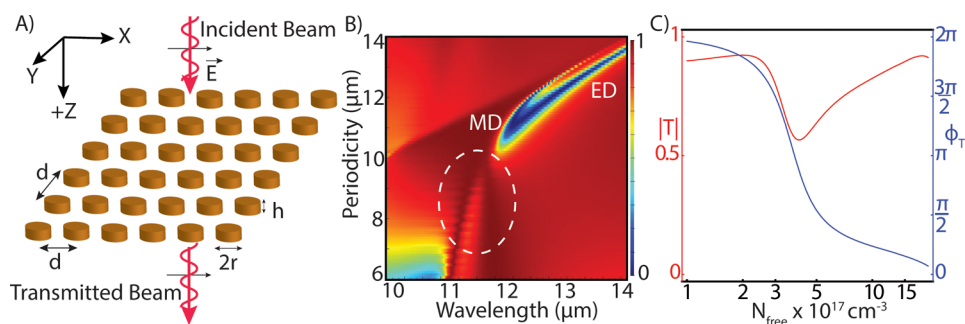 A)
X
Y
+Z
Incident Beam
E
d
h
d
2r
Transmitted Beam
B)
Periodicity (μm)
14
12
10
8
6
MD
ED
10
11
12
13
14
Wavelength (μm)
1
0
C)
|T|
1
0.5
0
2π
3π
2
π
π
2
0
ϕT
1
2
3
5
10
15
Nfree x 10¹⁷ cm⁻³